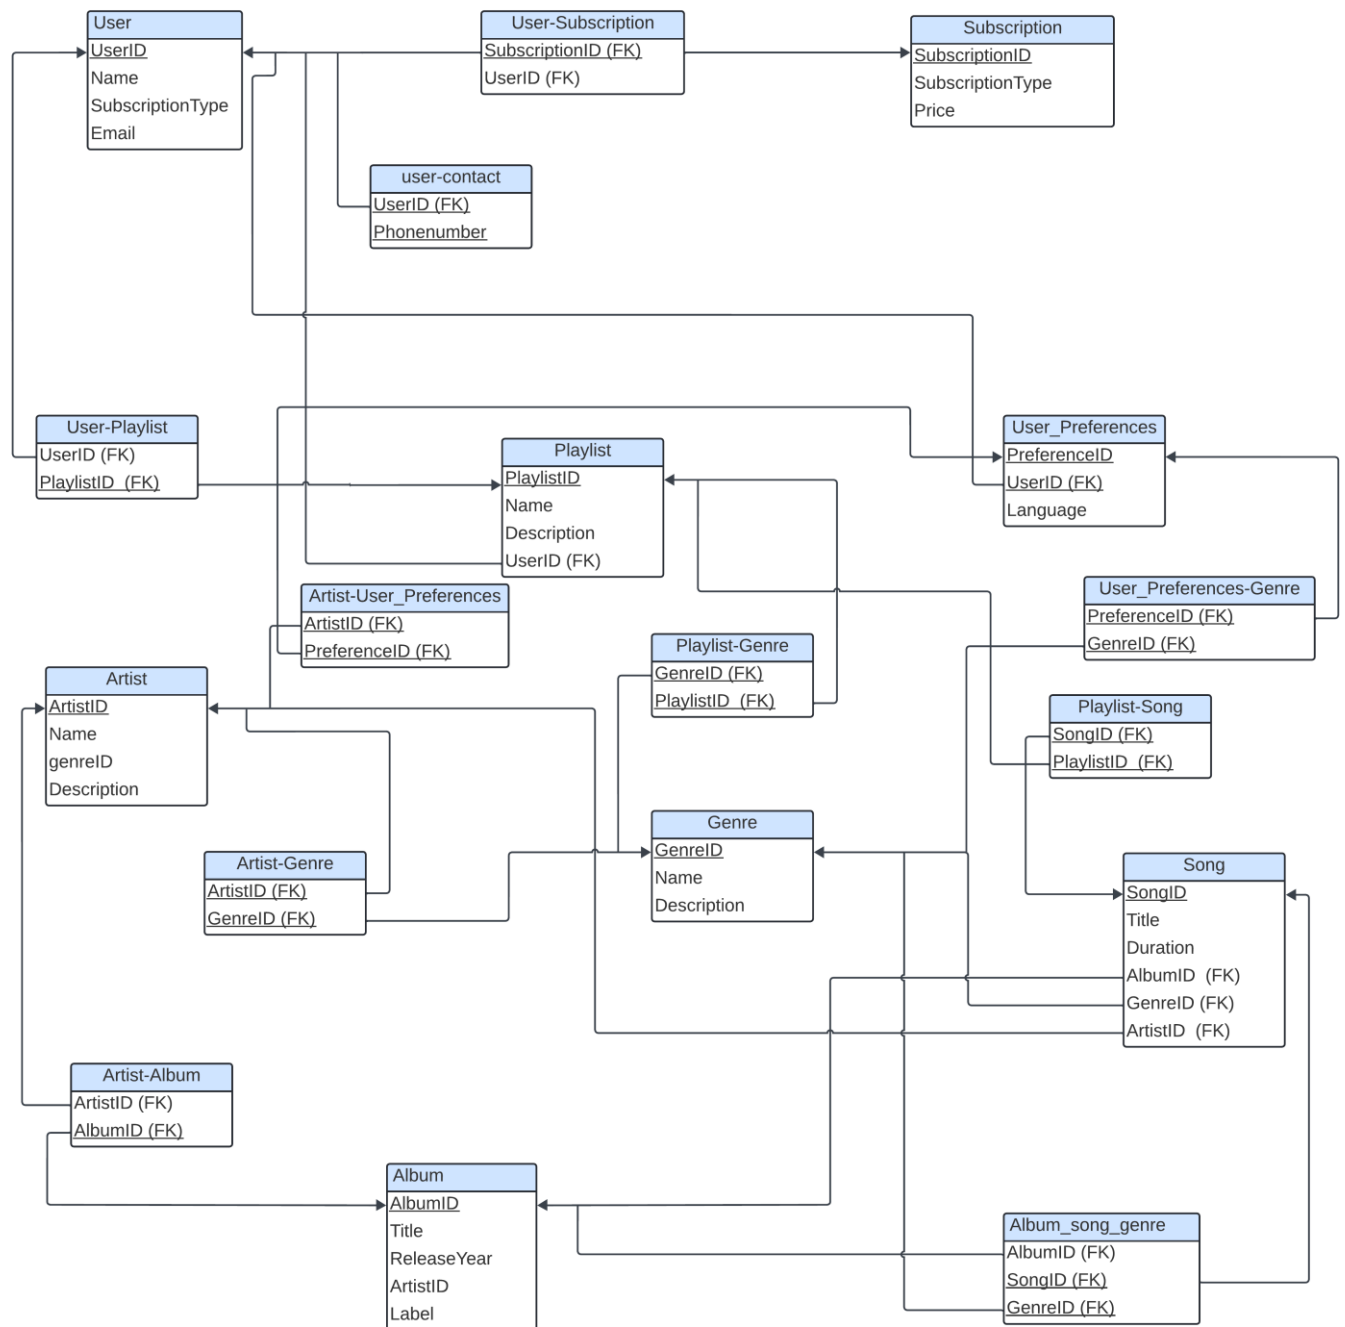 User
UserID
Name
SubscriptionType
Email
User-Subscription
SubscriptionID (FK)
UserID (FK)
Subscription
SubscriptionID
SubscriptionType
Price
user-contact
UserID (FK)
Phonenumber
User-Playlist
UserID (FK)
PlaylistID (FK)
Playlist
PlaylistID
Name
Description
UserID (FK)
User_Preferences
PreferenceID
UserID (FK)
Language
Artist-User_Preferences
ArtistID (FK)
PreferenceID (FK)
User_Preferences-Genre
PreferenceID (FK)
GenreID (FK)
Playlist-Genre
GenreID (FK)
PlaylistID (FK)
Artist
ArtistID
Name
genreID
Description
Playlist-Song
SongID (FK)
PlaylistID (FK)
Genre
GenreID
Name
Description
Artist-Genre
ArtistID (FK)
GenreID (FK)
Song
SongID
Title
Duration
AlbumID (FK)
GenreID (FK)
ArtistID (FK)
Artist-Album
ArtistID (FK)
AlbumID (FK)
Album
AlbumID
Title
ReleaseYear
ArtistID
Label
Album_song_genre
AlbumID (FK)
SongID (FK)
GenreID (FK)